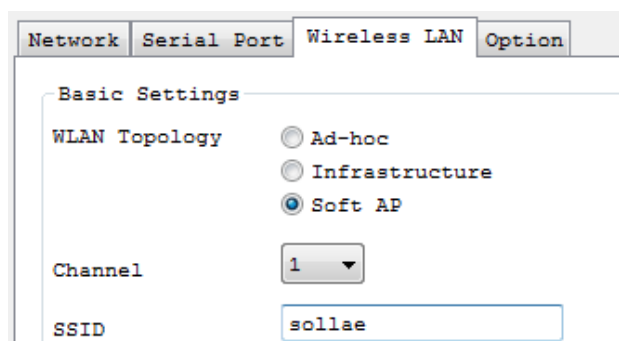 Network Serial Port Wireless LAN Option
Basic Settings
WLAN Topology Ad-hoc
Infrastructure
Soft AP
Channel 1
SSID sollae